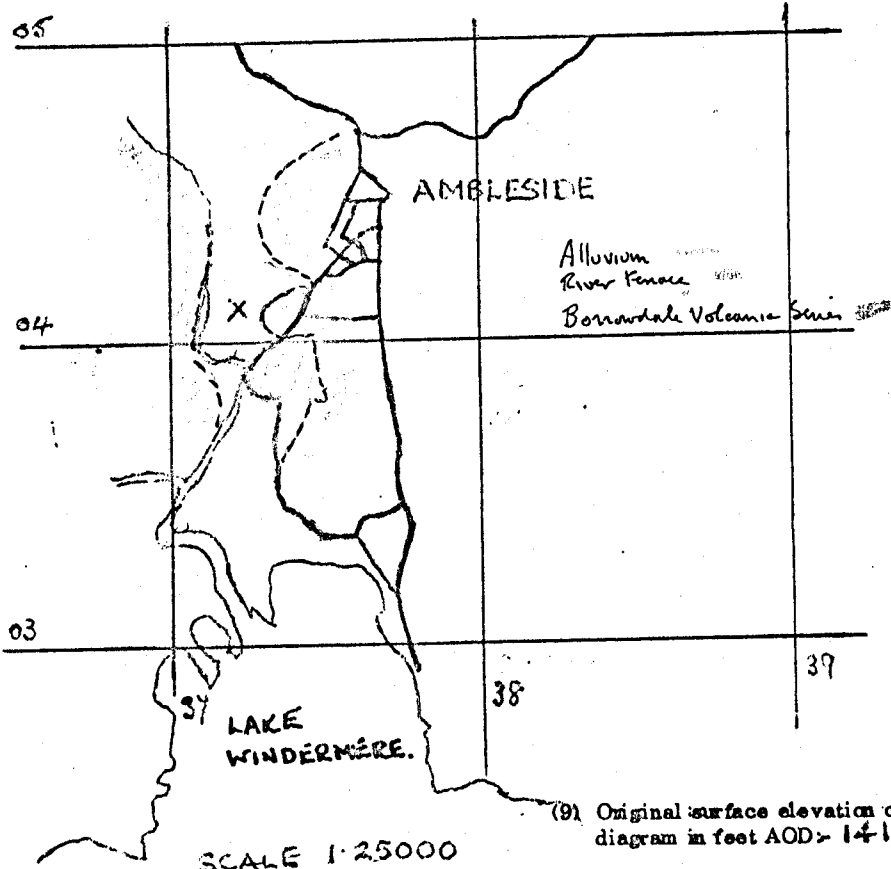 05
AMBLESIDE
Alluvium
River Terrace
Borrowdale Volcanic Series
X
04
03
37
38
39
LAKE
WINDERMERE.
(9) Original surface elevation o
diagram in feet AOD:- 141
SCALE 1:25000